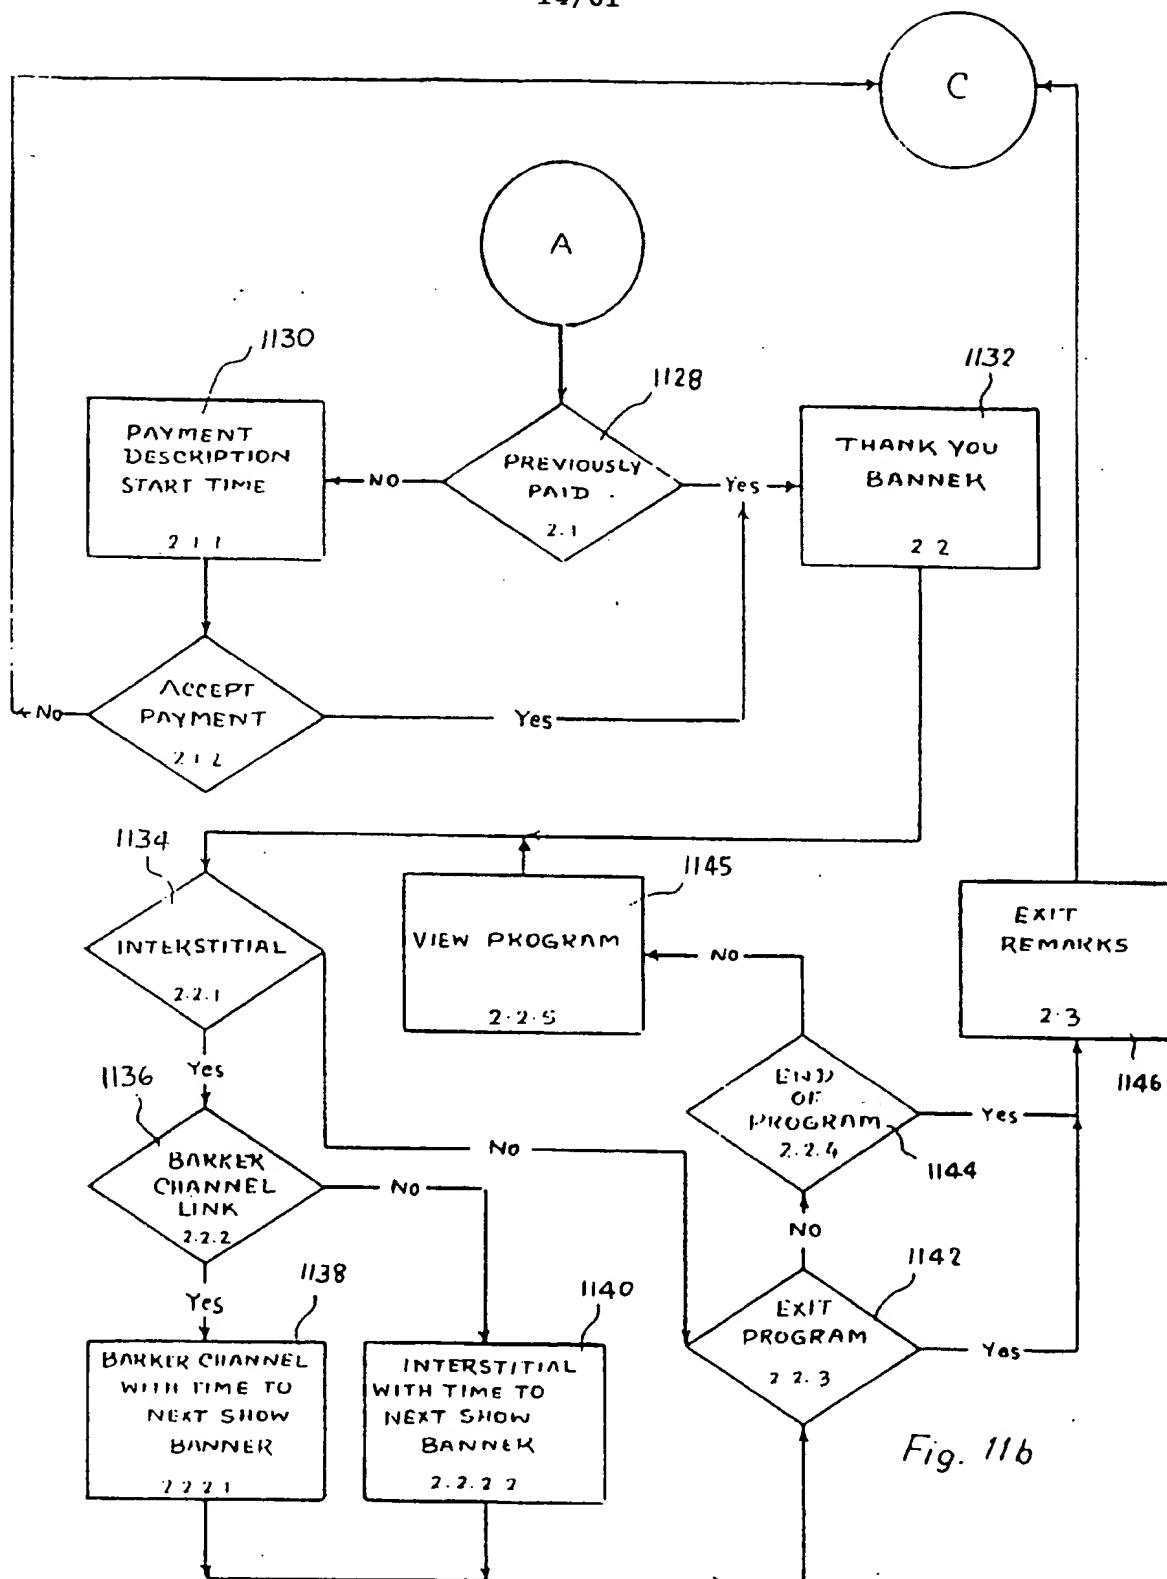 C
A
1130
1128
1132
PAYMENT
DESCRIPTION
START TIME
2 1 1
NO
PREVIOUSLY
PAID
2.1
Yes
THANK YOU
BANNER
2 2
ACCEPT
PAYMENT
2 1 2
No
Yes
1134
1145
INTERSTITIAL
2.2.1
VIEW PROGRAM
2.2.5
No
EXIT
REMARKS
2.3
1146
Yes
1136
END
OF
PROGRAM
2.2.4
Yes
1144
No
BARKER
CHANNEL
LINK
2.2.2
No
NO
1138
1140
1142
Yes
EXIT
PROGRAM
2 2.3
Yes
BARKER CHANNEL
WITH TIME TO
NEXT SHOW
BANNER
2 2 2 1
INTERSTITIAL
WITH TIME TO
NEXT SHOW
BANNER
2.2.2 2
Fig. 11b